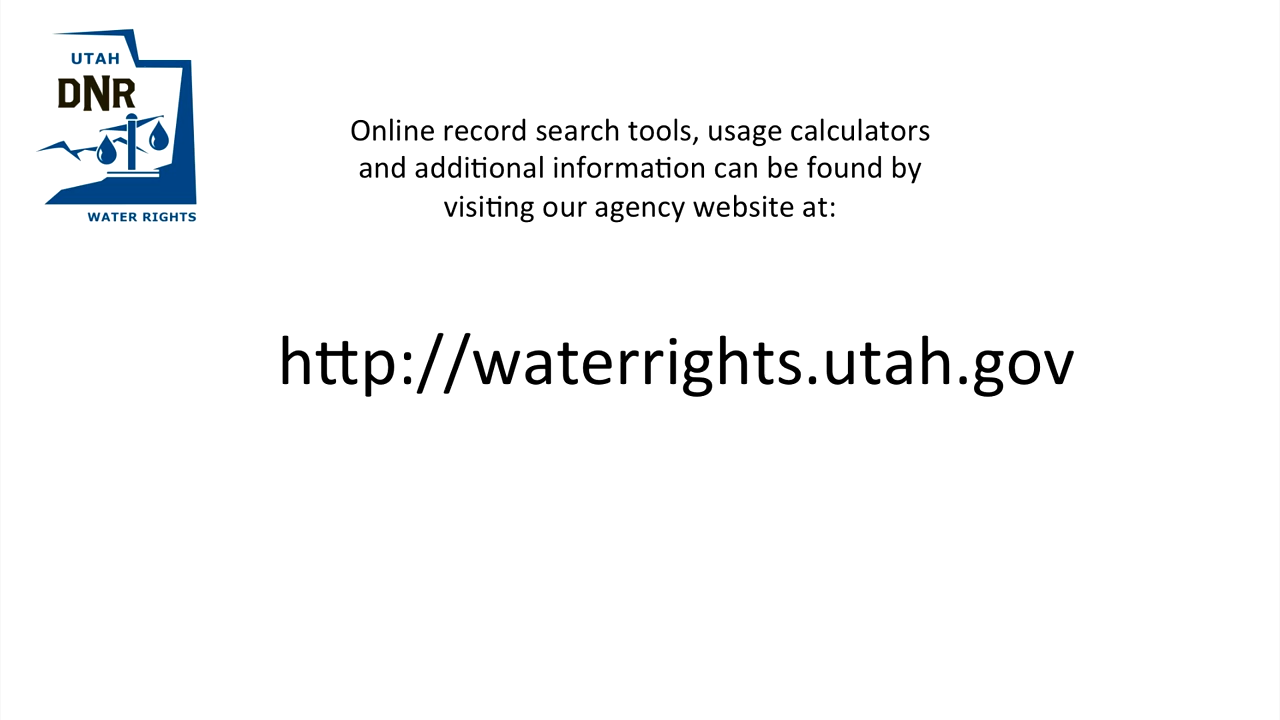 UTAH
DNR
WATER RIGHTS
Online record search tools, usage calculators
and additional information can be found by
visiting our agency website at:
http://waterrights.utah.gov